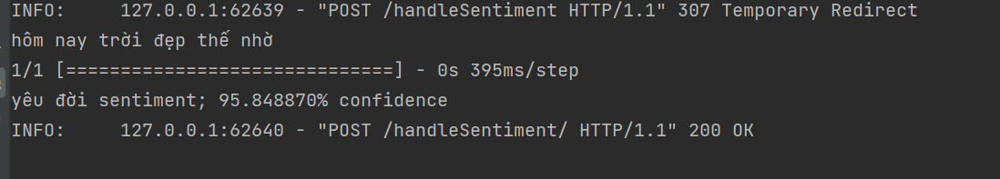 INFO:     127.0.0.1:62639 - "POST /handleSentiment HTTP/1.1" 307 Temporary Redirect
hôm nay trời đẹp thế nhờ
1/1 [==============================] - 0s 395ms/step
yêu đời sentiment; 95.848870% confidence
INFO:     127.0.0.1:62640 - "POST /handleSentiment/ HTTP/1.1" 200 OK